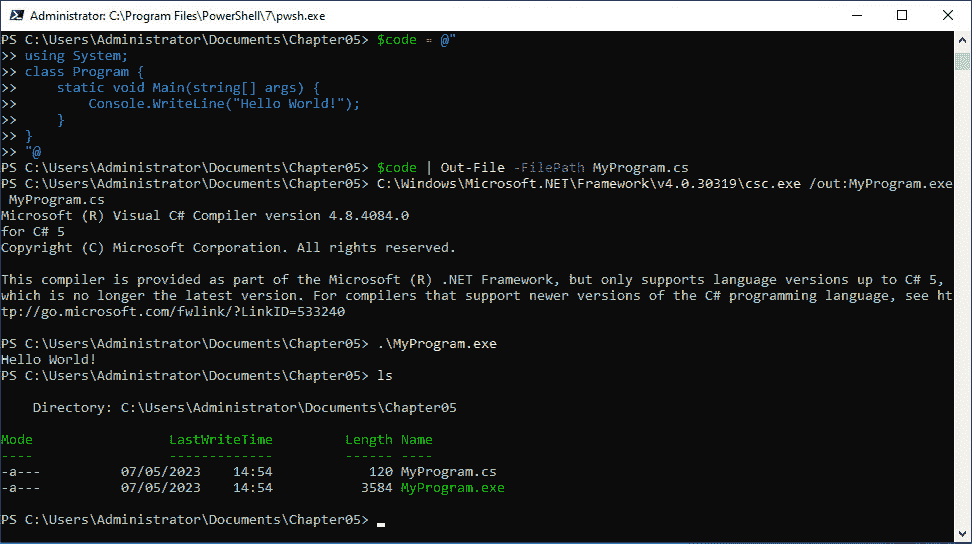 Administrator: C:\Program Files\PowerShell\7\pwsh.exe
PS C:\Users\Administrator\Documents\Chapter05> $code = @"
>> using System;
>> class Program {
>>     static void Main(string[] args) {
>>         Console.WriteLine("Hello World!");
>>     }
>> }
>> "@
PS C:\Users\Administrator\Documents\Chapter05> $code | Out-File -FilePath MyProgram.cs
PS C:\Users\Administrator\Documents\Chapter05> C:\Windows\Microsoft.NET\Framework\v4.0.30319\csc.exe /out:MyProgram.exe
 MyProgram.cs
Microsoft (R) Visual C# Compiler version 4.8.4084.0
for C# 5
Copyright (C) Microsoft Corporation. All rights reserved.

This compiler is provided as part of the Microsoft (R) .NET Framework, but only supports language versions up to C# 5,
which is no longer the latest version. For compilers that support newer versions of the C# programming language, see ht
tp://go.microsoft.com/fwlink/?LinkID=533240

PS C:\Users\Administrator\Documents\Chapter05> .\MyProgram.exe
Hello World!
PS C:\Users\Administrator\Documents\Chapter05> ls

    Directory: C:\Users\Administrator\Documents\Chapter05

Mode                 LastWriteTime         Length Name
----                 -------------         ------ ----
-a---          07/05/2023    14:54            120 MyProgram.cs
-a---          07/05/2023    14:54           3584 MyProgram.exe

PS C:\Users\Administrator\Documents\Chapter05>